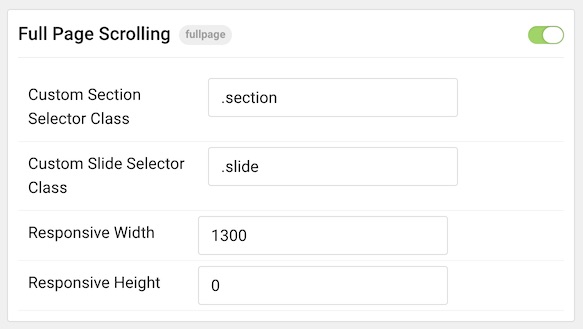 Full Page Scrolling fullpage
Custom Section .section
Selector Class
Custom Slide Selector .slide
Class
Responsive Width 1300
Responsive Height 0